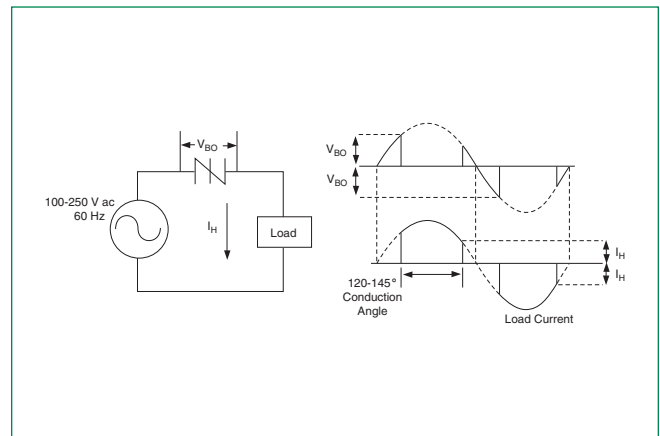 V_BO
100-250 V ac
60 Hz
I_H
Load
V_BO
V_BO
I_H
I_H
120-145°
Conduction
Angle
Load Current